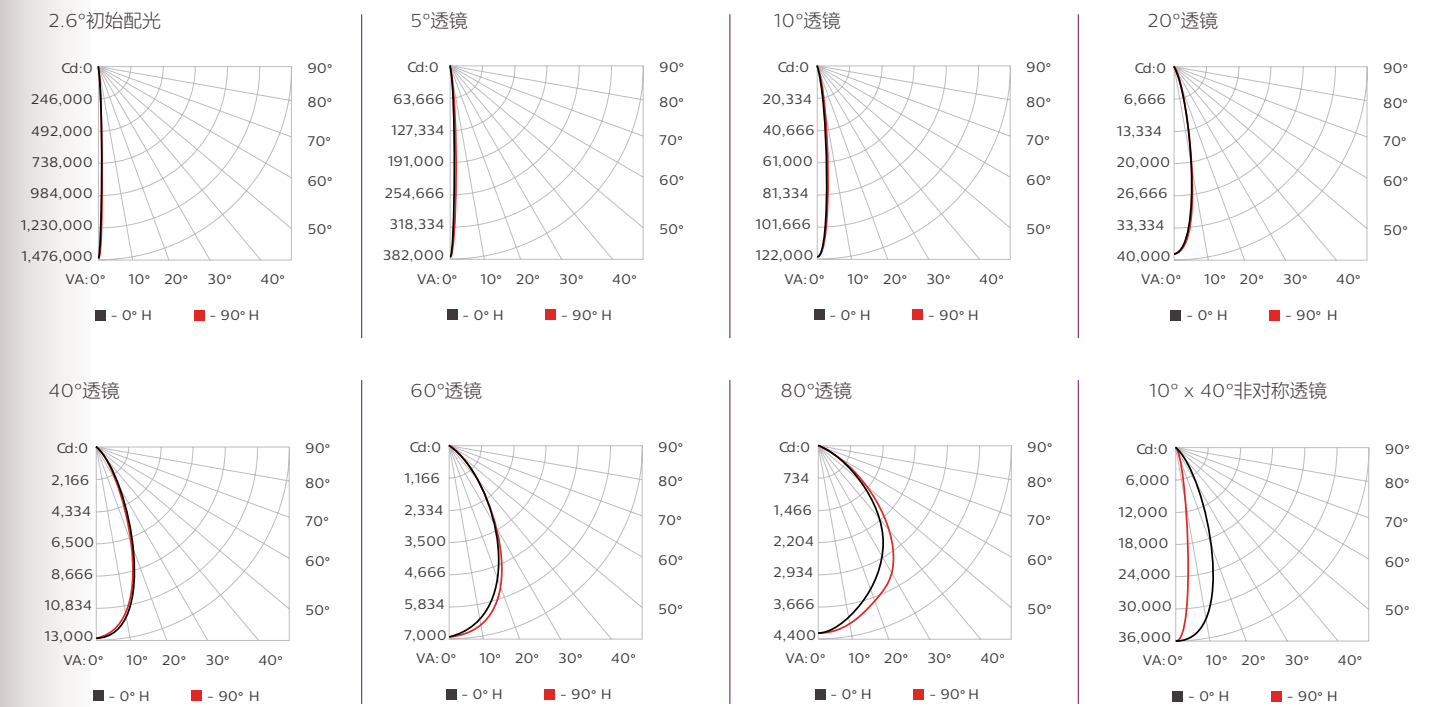 2.6°初始配光
Cd:0
246,000
492,000
738,000
984,000
1,230,000
1,476,000
90°
80°
70°
60°
50°
VA:0° 10° 20° 30° 40°
- 0° H - 90° H
5°透镜
Cd:0
63,666
127,334
191,000
254,666
318,334
382,000
90°
80°
70°
60°
50°
VA:0° 10° 20° 30° 40°
- 0° H - 90° H
10°透镜
Cd:0
20,334
40,666
61,000
81,334
101,666
122,000
90°
80°
70°
60°
50°
VA:0° 10° 20° 30° 40°
- 0° H - 90° H
20°透镜
Cd:0
6,666
13,334
20,000
26,666
33,334
40,000
90°
80°
70°
60°
50°
VA:0° 10° 20° 30° 40°
- 0° H - 90° H
40°透镜
Cd:0
2,166
4,334
6,500
8,666
10,834
13,000
90°
80°
70°
60°
50°
VA:0° 10° 20° 30° 40°
- 0° H - 90° H
60°透镜
Cd:0
1,166
2,334
3,500
4,666
5,834
7,000
90°
80°
70°
60°
50°
VA:0° 10° 20° 30° 40°
- 0° H - 90° H
80°透镜
Cd:0
734
1,466
2,204
2,934
3,666
4,400
90°
80°
70°
60°
50°
VA:0° 10° 20° 30° 40°
- 0° H - 90° H
10° x 40°非对称透镜
Cd:0
6,000
12,000
18,000
24,000
30,000
36,000
90°
80°
70°
60°
50°
VA:0° 10° 20° 30° 40°
- 0° H - 90° H